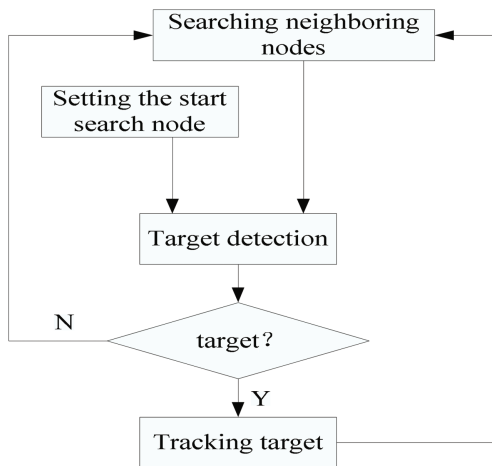 Searching neighboring
nodes
Setting the start
search node
Target detection
N
target？
Y
Tracking target